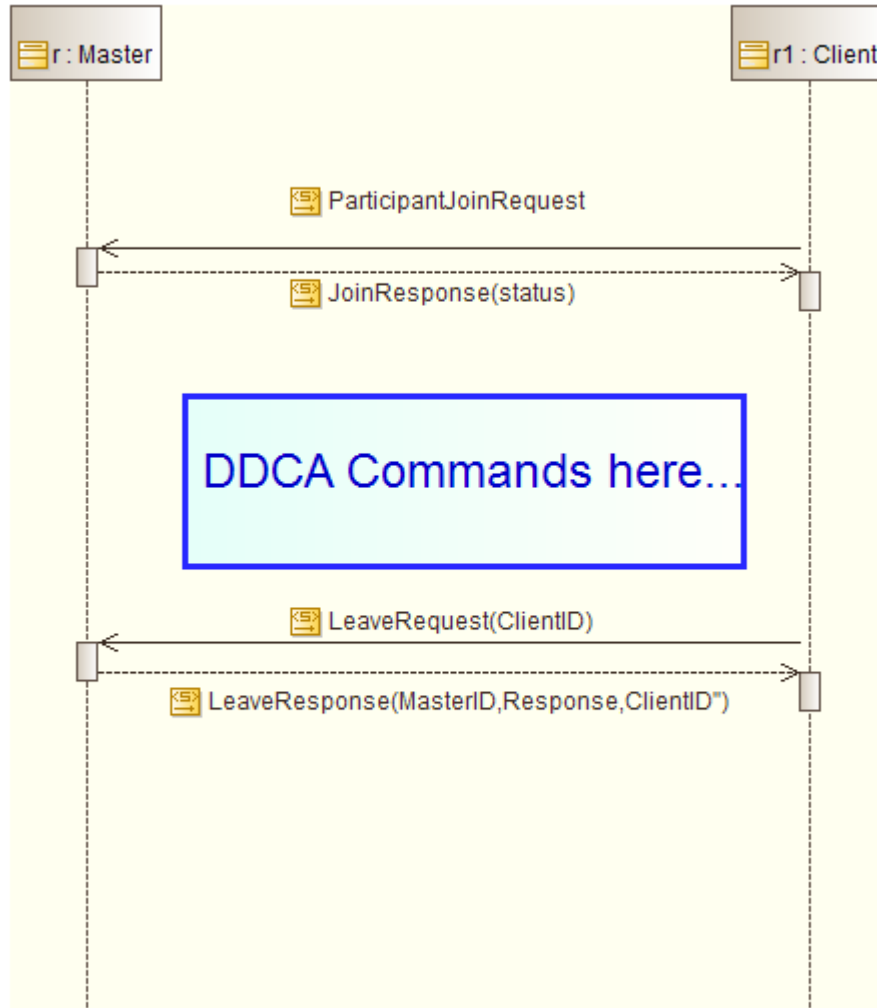 r : Master
r1 : Client
ParticipantJoinRequest
JoinResponse(status)
DDCA Commands here...
LeaveRequest(ClientID)
LeaveResponse(MasterID,Response,ClientID")